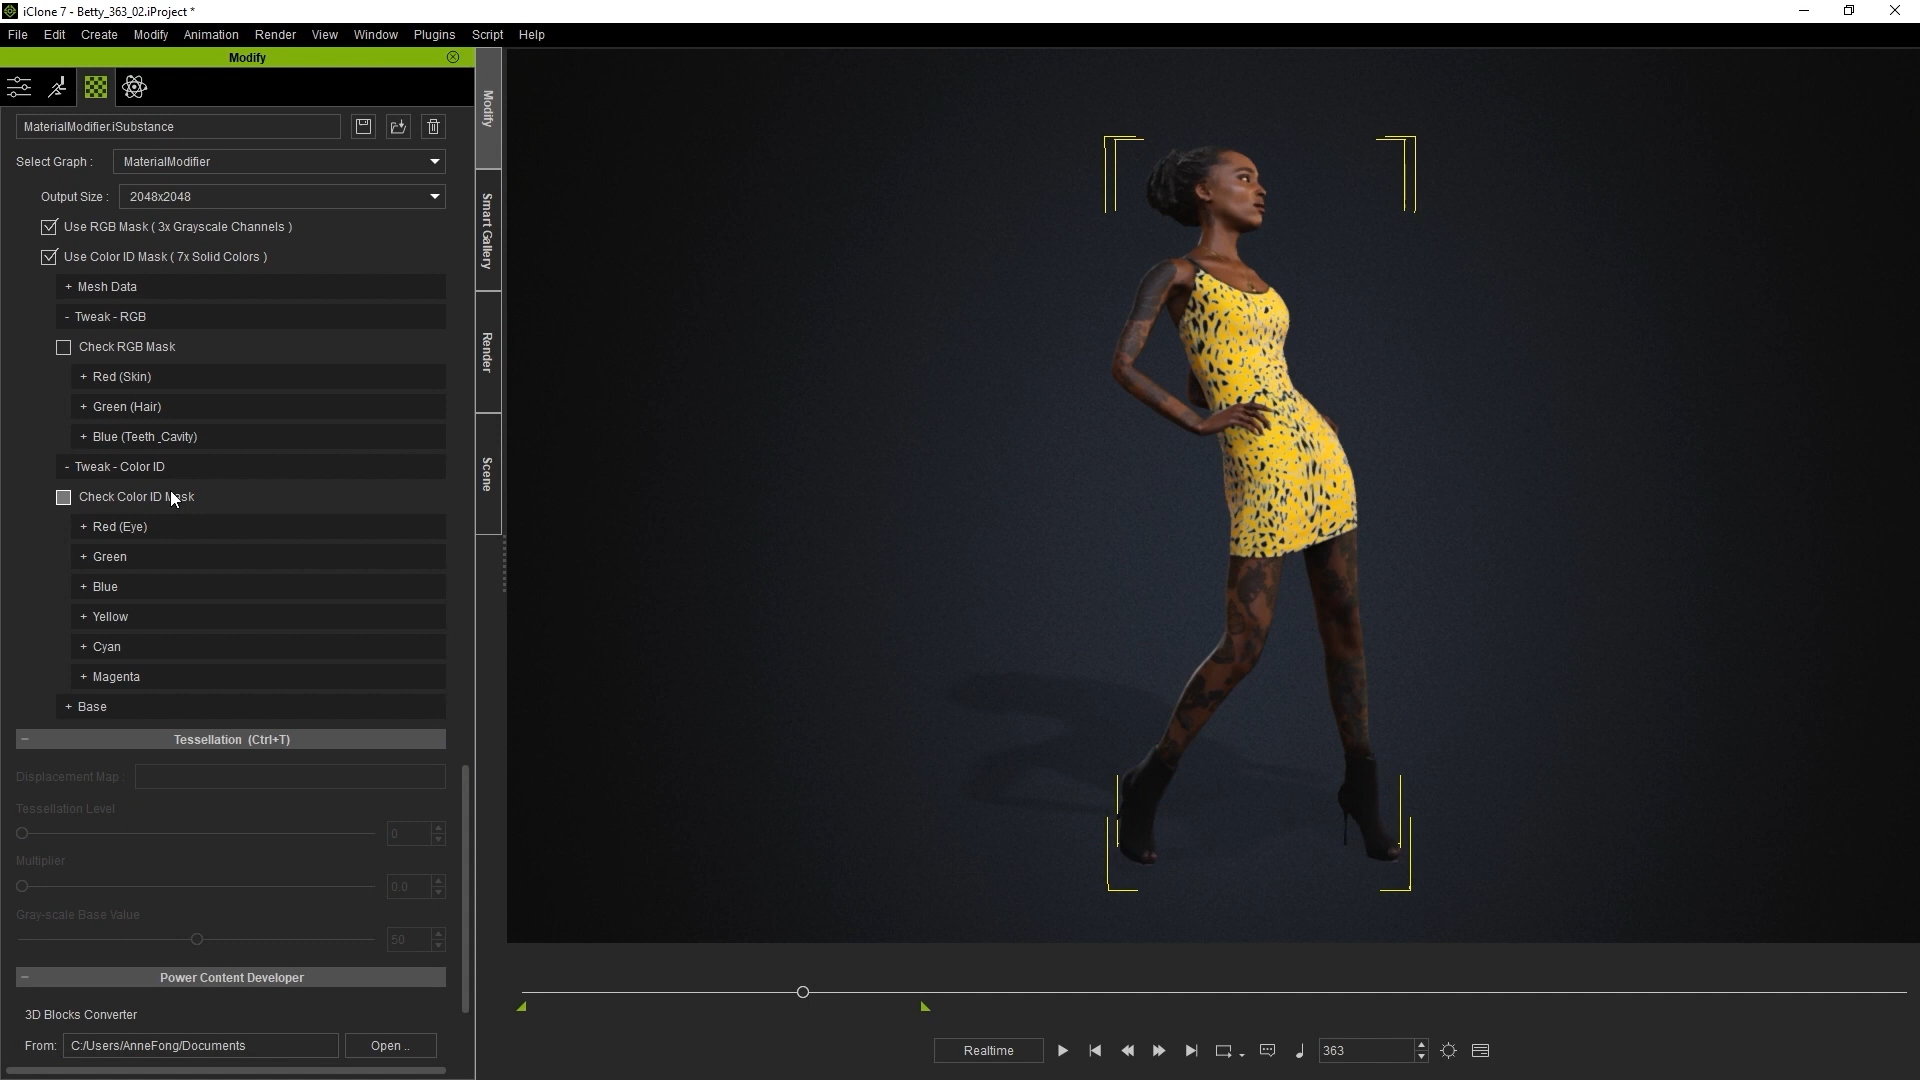 iClone 7 - Betty_363_02.iProject *
File Edit Create Modify Animation Render View Window Plugins Script Help
Modify
MaterialModifier.iSubstance
Select Graph : MaterialModifier
Output Size : 2048x2048
Use RGB Mask ( 3x Grayscale Channels )
Use Color ID Mask ( 7x Solid Colors )
+ Mesh Data
- Tweak - RGB
Check RGB Mask
+ Red (Skin)
+ Green (Hair)
+ Blue (Teeth_Cavity)
- Tweak - Color ID
Check Color ID Mask
+ Red (Eye)
+ Green
+ Blue
+ Yellow
+ Cyan
+ Magenta
+ Base
Tessellation (Ctrl+T)
Displacement Map :
Tessellation Level
0
Multiplier
0.0
Gray-scale Base Value
50
Power Content Developer
3D Blocks Converter
From: C:/Users/AnneFong/Documents Open ..
Modify
Smart Gallery
Render
Scene
Realtime 363